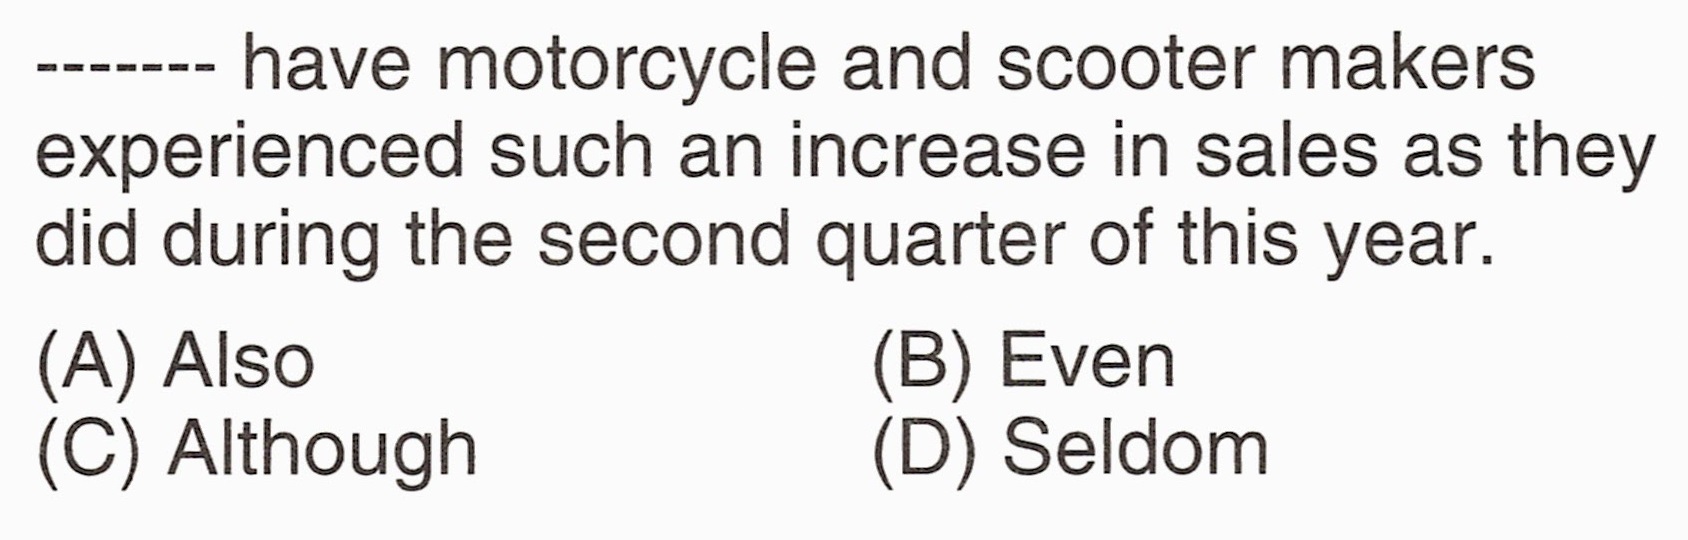 ------- have motorcycle and scooter makers
experienced such an increase in sales as they
did during the second quarter of this year.
(A) Also (B) Even
(C) Although (D) Seldom